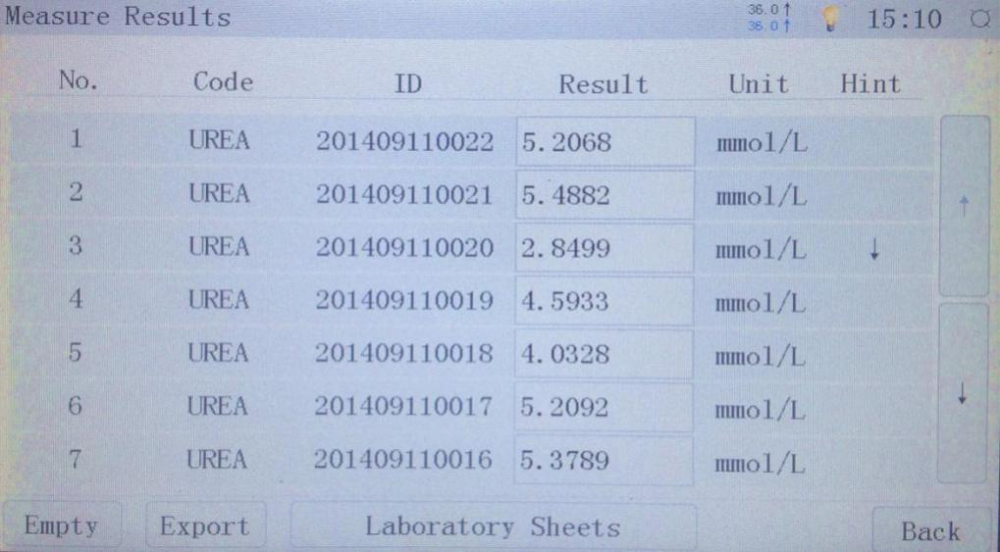 Measure Results 36.0↑ 15:10
36.0↑
No. Code ID Result Unit Hint
1 UREA 201409110022 5.2068 mmol/L
2 UREA 201409110021 5.4882 mmol/L
3 UREA 201409110020 2.8499 mmol/L ↓
4 UREA 201409110019 4.5933 mmol/L
5 UREA 201409110018 4.0328 mmol/L
6 UREA 201409110017 5.2092 mmol/L
7 UREA 201409110016 5.3789 mmol/L
Empty Export Laboratory Sheets Back